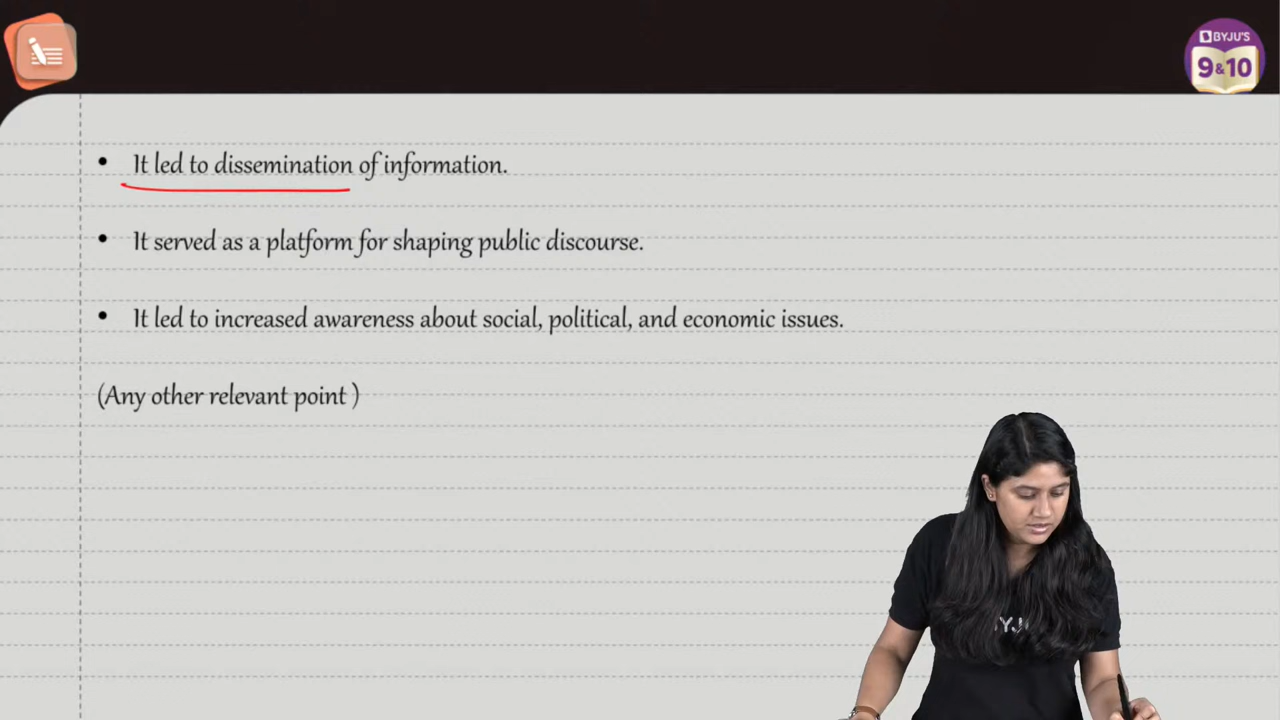 BYJU'S
9&10
• It led to dissemination of information.
• It served as a platform for shaping public discourse.
• It led to increased awareness about social, political, and economic issues.
(Any other relevant point )